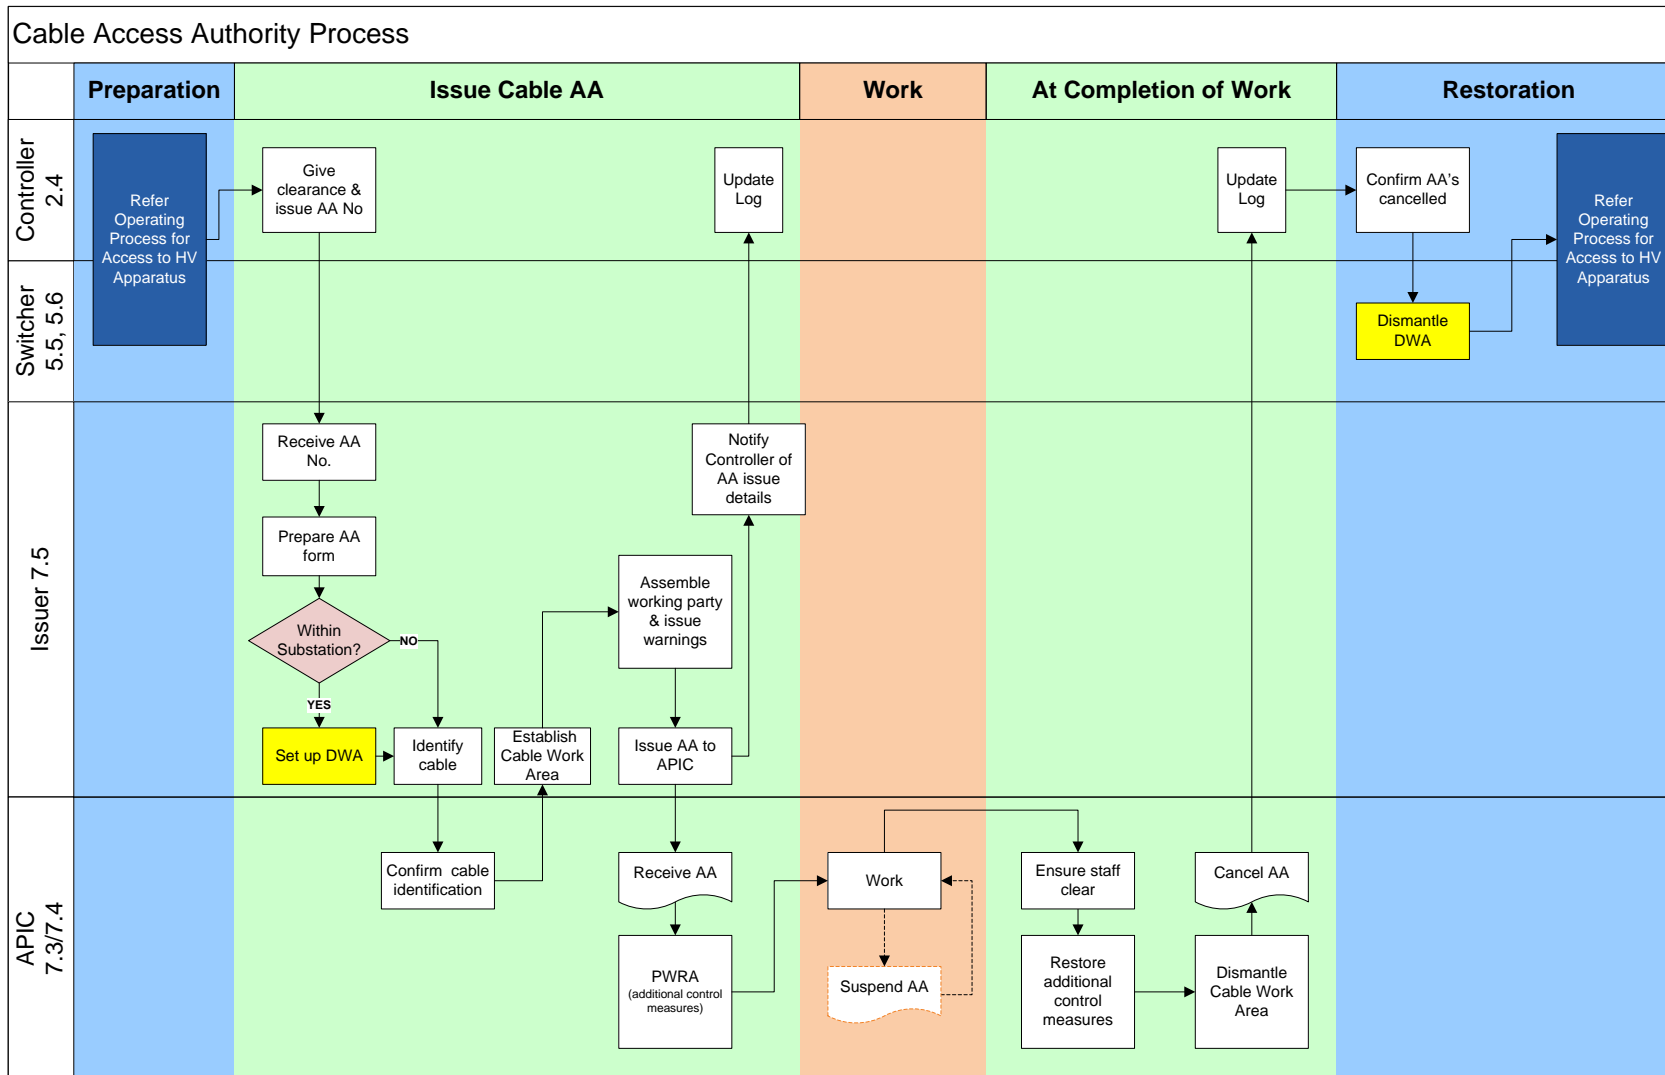 Cable Access Authority Process
Preparation
Issue Cable AA
Work
At Completion of Work
Restoration
Controller
2.4
Refer
Operating
Process for
Access to HV
Apparatus
Give
clearance &
issue AA No
Update
Log
Update
Log
Confirm AA's
cancelled
Refer
Operating
Process for
Access to HV
Apparatus
Switcher
5.5, 5.6
Dismantle
DWA
Issuer 7.5
Receive AA
No.
Notify
Controller of
AA issue
details
Prepare AA
form
Within
Substation?
NO
YES
Assemble
working party
& issue
warnings
Set up DWA
Identify
cable
Establish
Cable Work
Area
Issue AA to
APIC
APIC
7.3/7.4
Confirm cable
identification
Receive AA
PWRA
(additional control
measures)
Work
Suspend AA
Ensure staff
clear
Restore
additional
control
measures
Dismantle
Cable Work
Area
Cancel AA